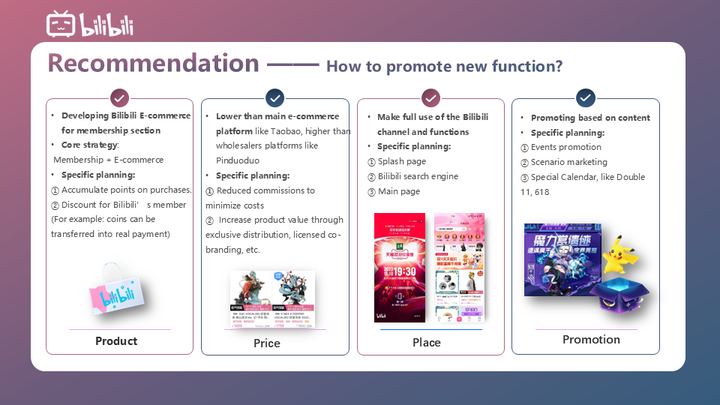 bilibili
Recommendation —— How to promote new function?
• Developing Bilibili E-commerce
for membership section
• Core strategy:
Membership + E-commerce
• Specific planning:
① Accumulate points on purchases.
② Discount for Bilibili' s member
(For example: coins can be
transferred into real payment)
bilibili
Product
• Lower than main e-commerce
platform like Taobao, higher than
wholesalers platforms like
Pinduoduo
• Specific planning:
① Reduced commissions to
minimize costs
② Increase product value through
exclusive distribution, licensed co-
branding, etc.
Price
• Make full use of the Bilibili
channel and functions
• Specific planning:
① Splash page
② Bilibili search engine
③ Main page
19-30
Place
• Promoting based on content
• Specific planning:
① Events promotion
② Scenario marketing
③ Special Calendar, like Double
11, 618
魔力赏
Promotion